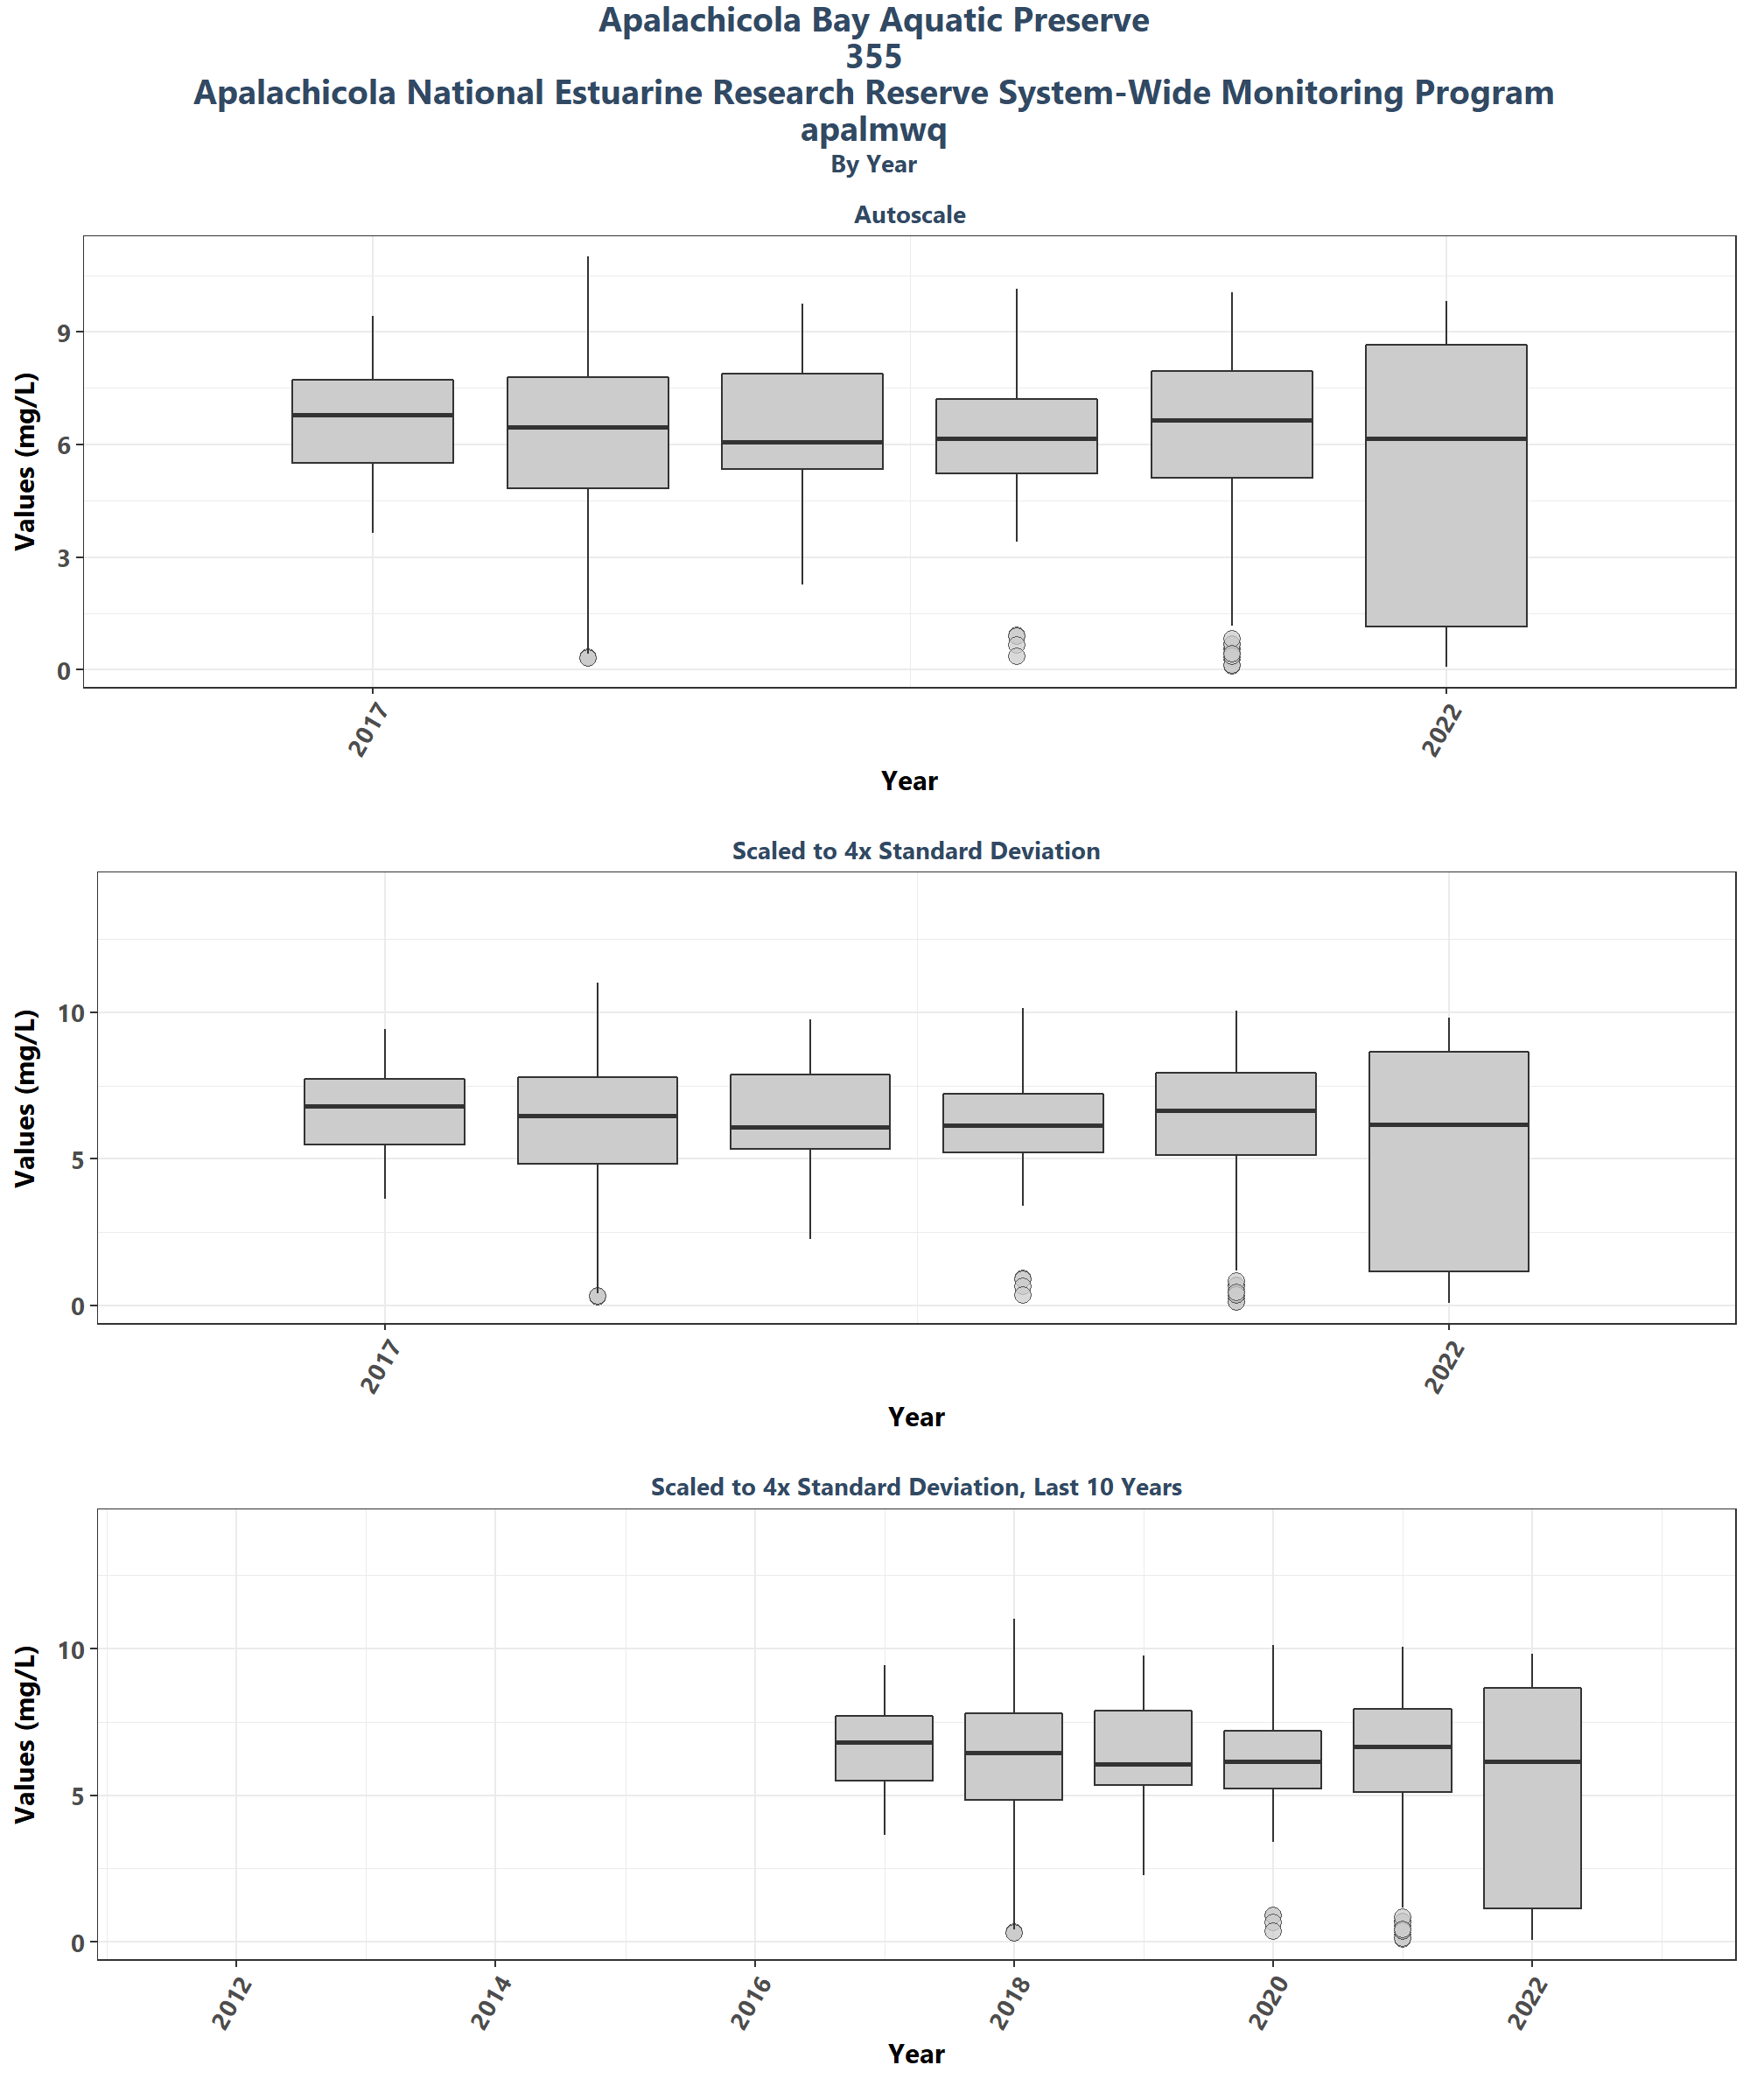 Apalachicola Bay Aquatic Preserve
355
Apalachicola National Estuarine Research Reserve System-Wide Monitoring Program
apalmwq
By Year
Autoscale
Values (mg/L)
9
6
3
0
2017
2022
Year
Scaled to 4x Standard Deviation
Values (mg/L)
10
5
0
2017
2022
Year
Scaled to 4x Standard Deviation, Last 10 Years
Values (mg/L)
10
5
0
2012
2014
2016
2018
2020
2022
Year